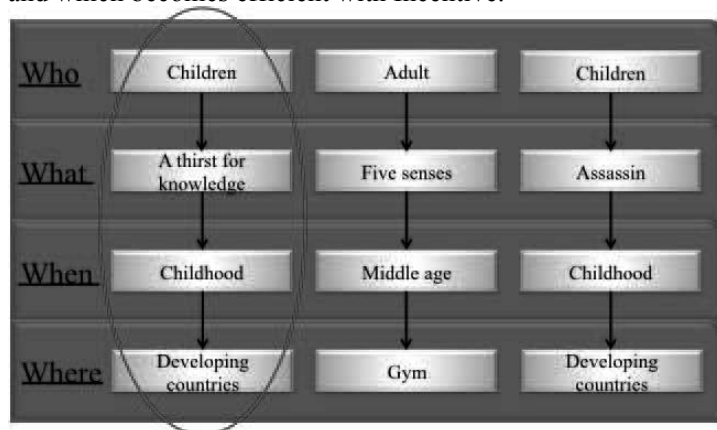 and which becomes efficient with incentive.
Who Children Adult Children
What A thirst for knowledge Five senses Assassin
When Childhood Middle age Childhood
Where Developing countries Gym Developing countries